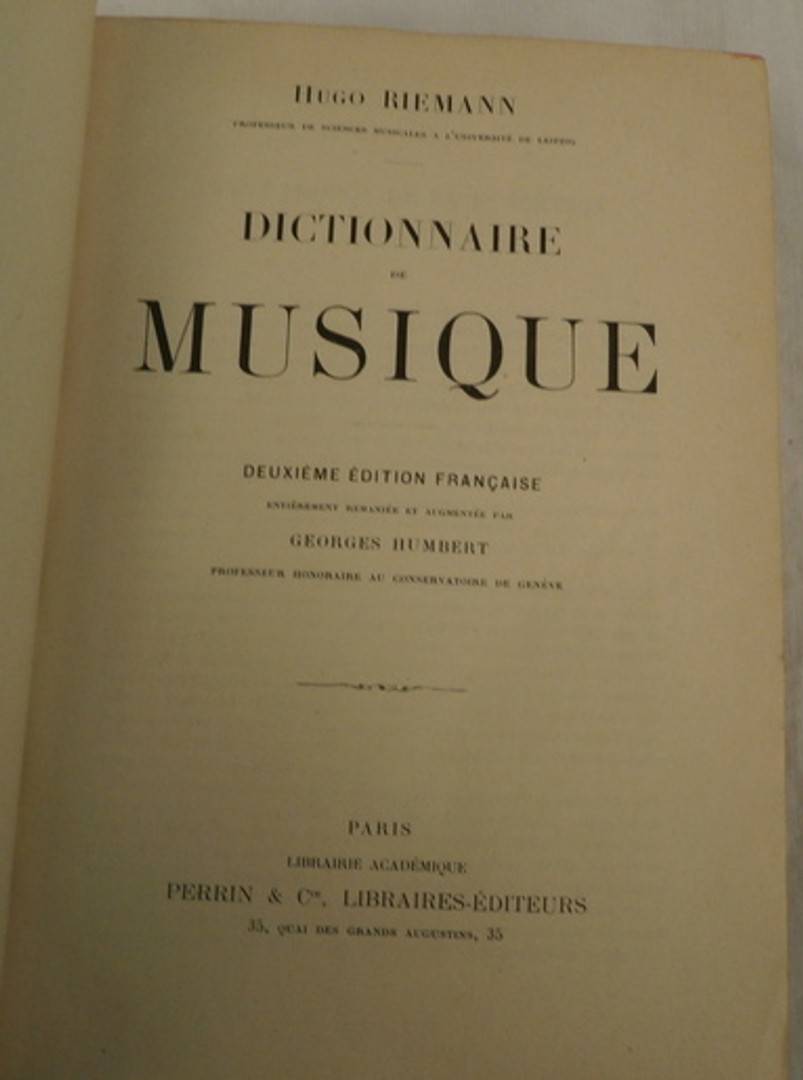 HUGO RIEMANN
PROFESSEUR DE SCIENCES MUSICALES A L'UNIVERSITÉ DE LEIPZIG
DICTIONNAIRE
DE
MUSIQUE
DEUXIÈME ÉDITION FRANÇAISE
ENTIÈREMENT REMANIÉE ET AUGMENTÉE PAR
GEORGES HUMBERT
PROFESSEUR HONORAIRE AU CONSERVATOIRE DE GENÈVE
PARIS
LIBRAIRIE ACADÉMIQUE
PERRIN & Cie, LIBRAIRES-ÉDITEURS
35, QUAI DES GRANDS AUGUSTINS, 35